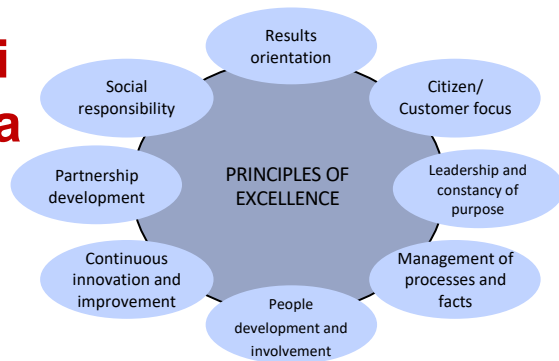 i
a
Results
orientation
Citizen/
Customer focus
Leadership and
constancy of
purpose
Management of
processes and
facts
People
development and
involvement
Continuous
innovation and
improvement
Partnership
development
Social
responsibility
PRINCIPLES OF
EXCELLENCE